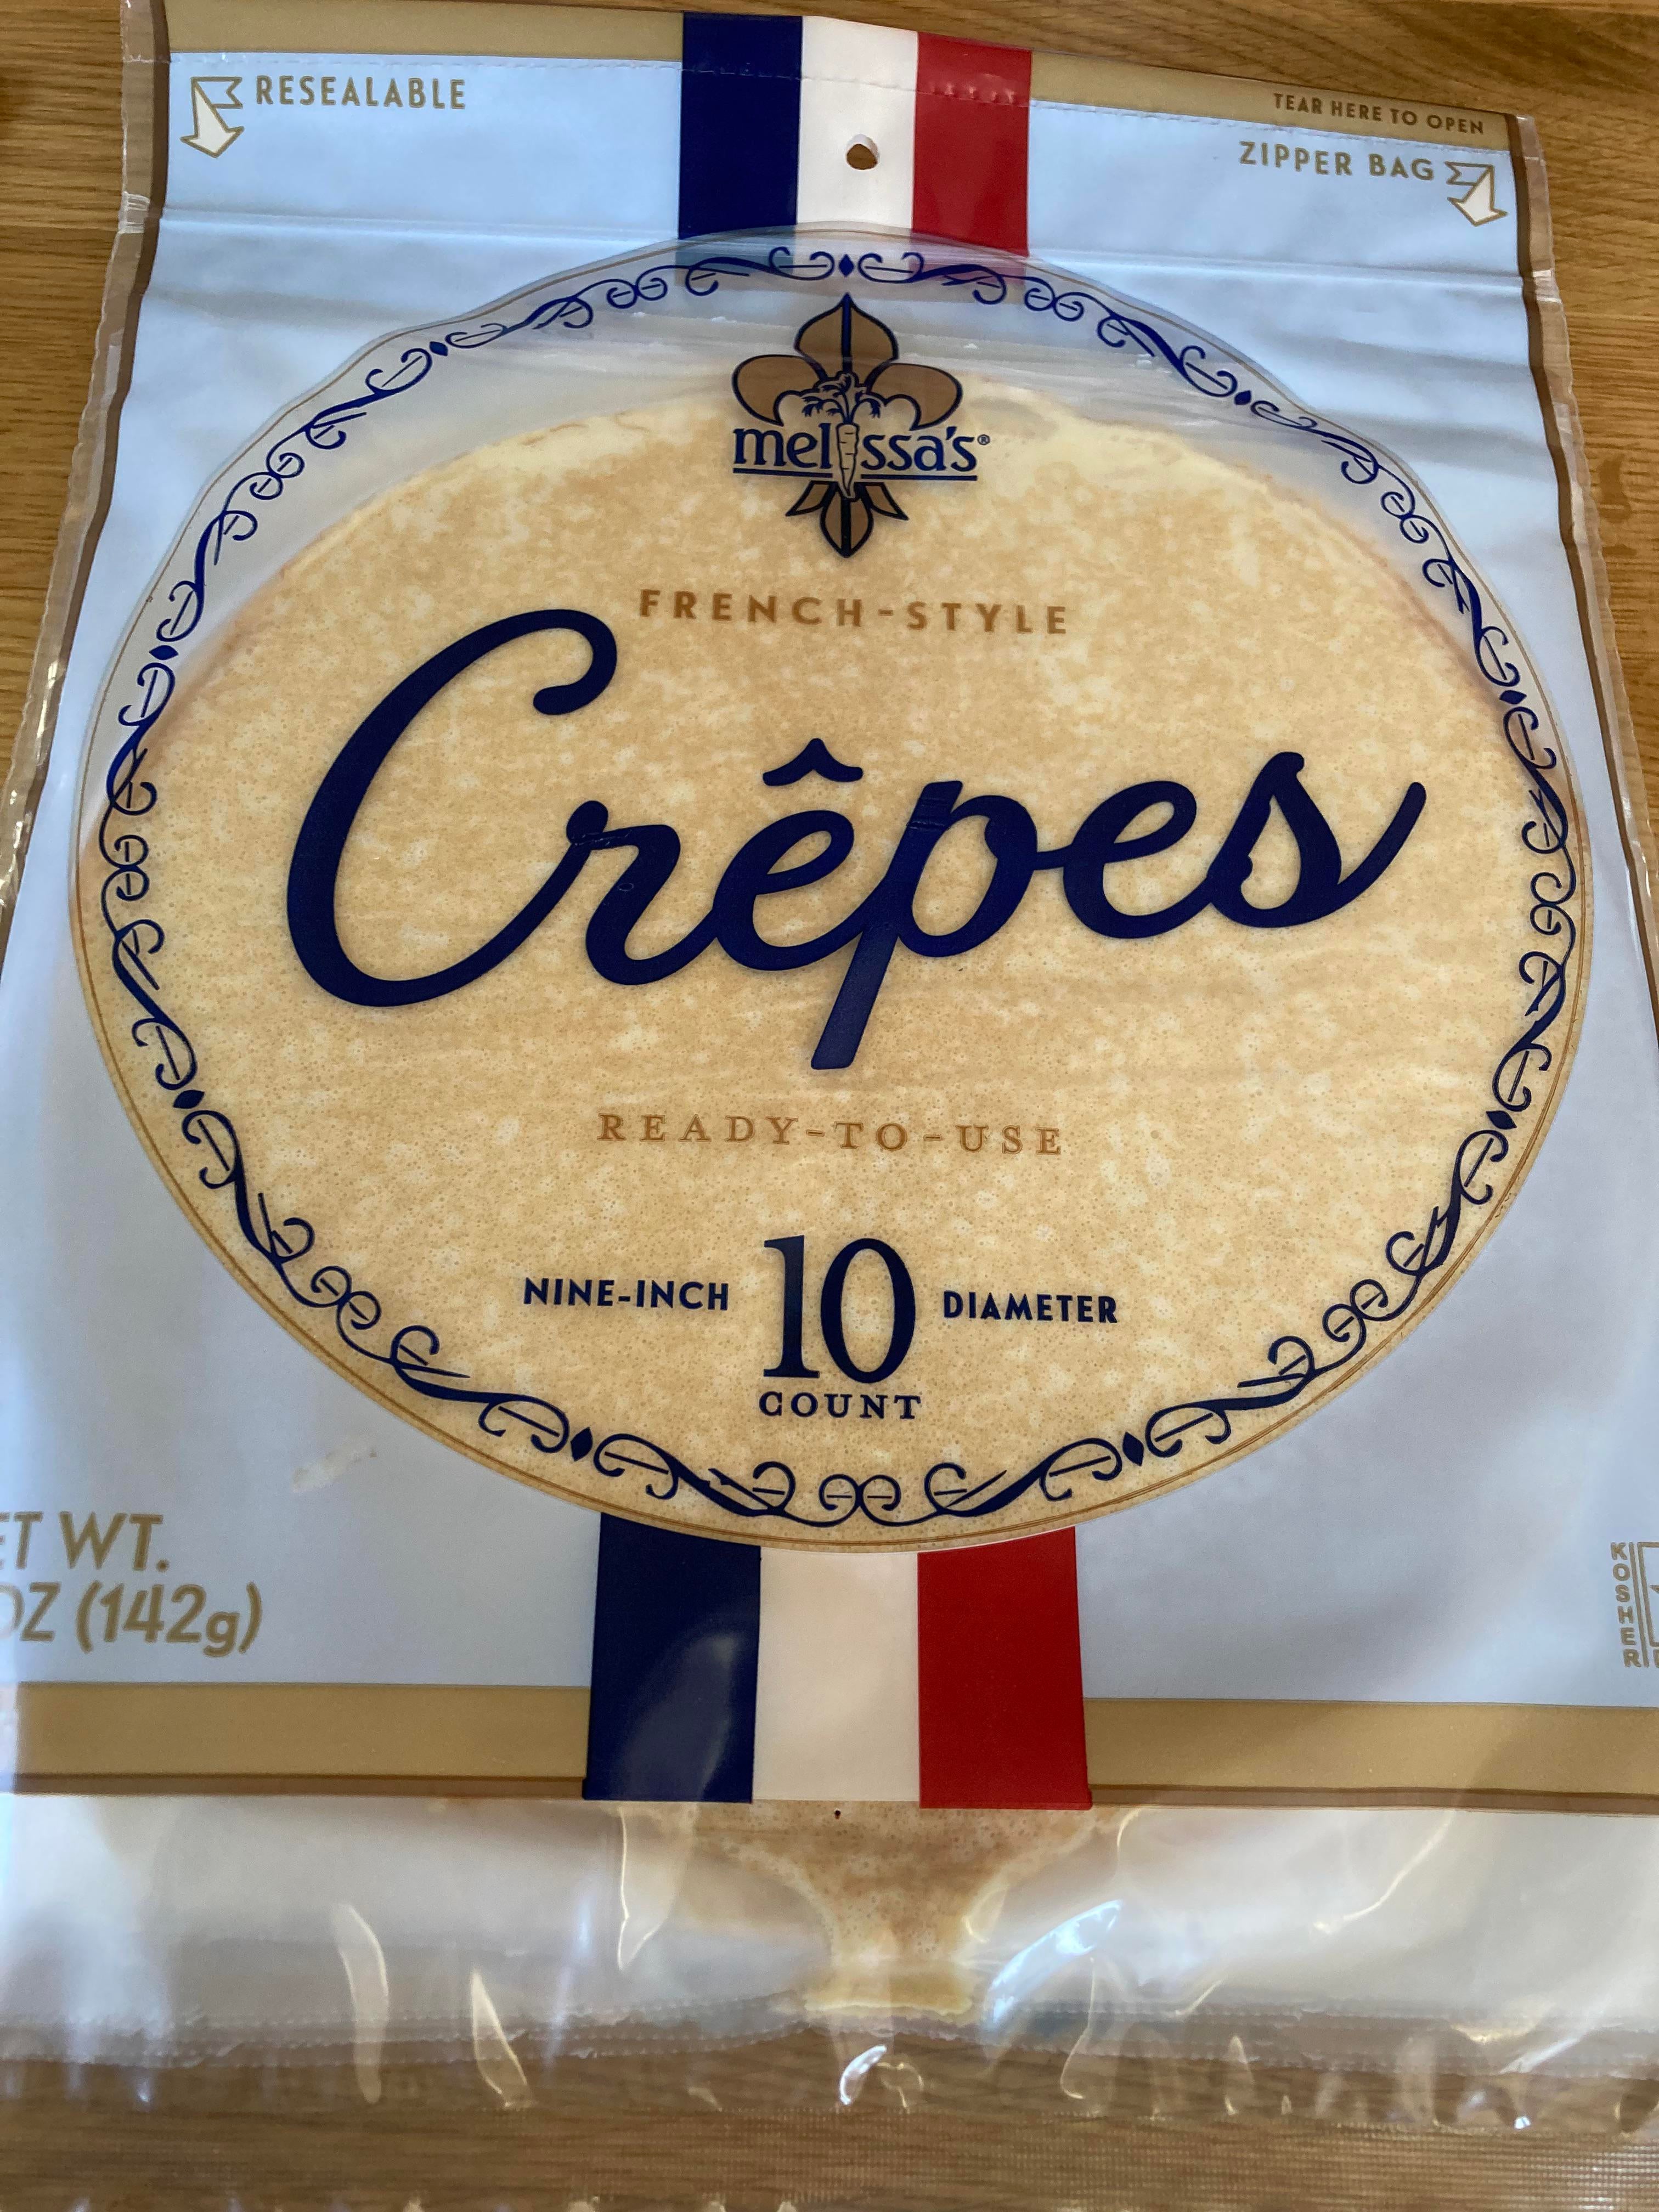 RESEALABLE
TEAR HERE TO OPEN
ZIPPER BAG
melissa's®
FRENCH-STYLE
Crêpes
READY-TO-USE
NINE-INCH 10 DIAMETER
COUNT
ET WT.
OZ (142g)
KOSHER